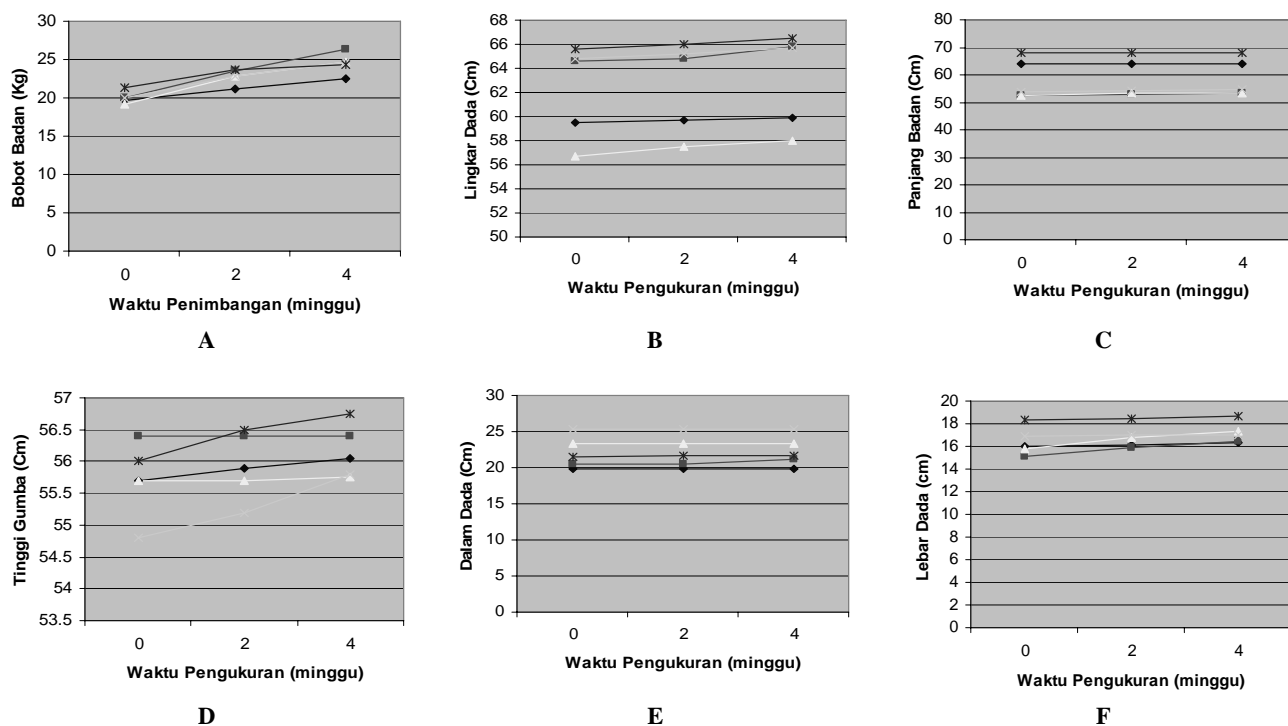 Bobot Badan (Kg)
30
25
20
15
10
5
0
0 2 4
Waktu Penimbangan (minggu)
A
Lingkar Dada (Cm)
68
66
64
62
60
58
56
54
52
50
0 2 4
Waktu Pengukuran (minggu)
B
Panjang Badan (Cm)
80
70
60
50
40
30
20
10
0
0 2 4
Waktu Pengukuran (minggu)
C
Tinggi Gumba (Cm)
57
56.5
56
55.5
55
54.5
54
53.5
0 2 4
Waktu Pengukuran (minggu)
D
Dalam Dada (Cm)
30
25
20
15
10
5
0
0 2 4
Waktu Pengukuran (minggu)
E
Lebar Dada (cm)
20
18
16
14
12
10
8
6
4
2
0
0 2 4
Waktu Pengukuran (minggu)
F